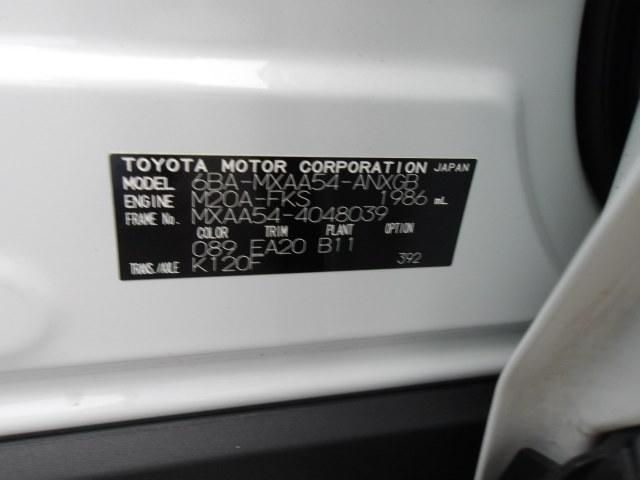 TOYOTA MOTOR CORPORATION JAPAN
MODEL 6BA-MXAA54-ANXGB
ENGINE M20A-FKS 1986 mL
FRAME No. MXAA54-4048039
COLOR TRIM PLANT OPTION
089 EA20 B11
TRANS./AXLE K120F 392